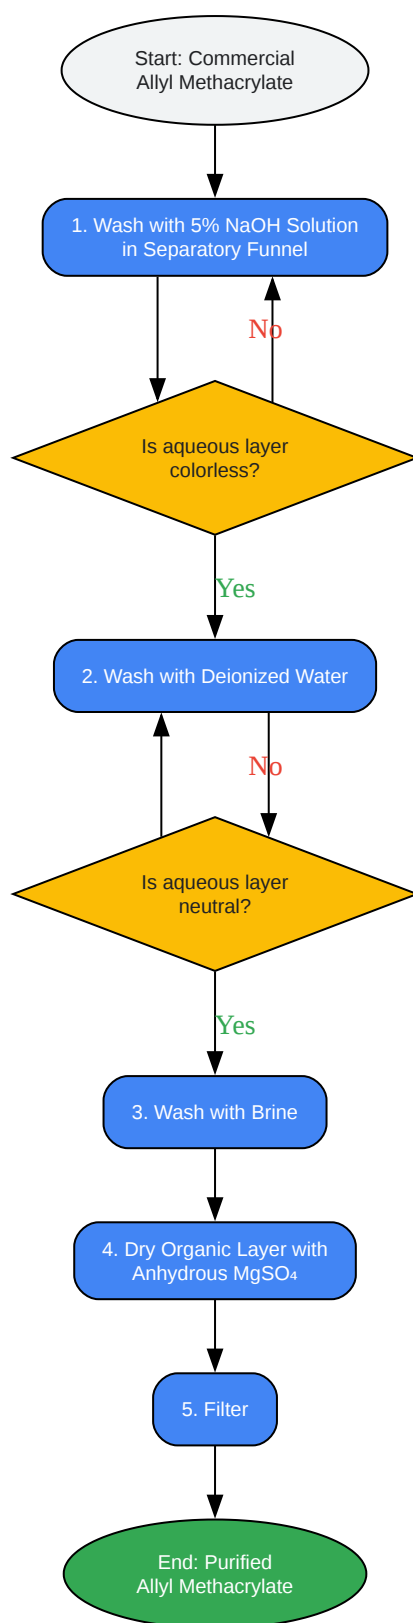 Start: Commercial
Allyl Methacrylate
1. Wash with 5% NaOH Solution
in Separatory Funnel
No
Is aqueous layer
colorless?
Yes
2. Wash with Deionized Water
No
Is aqueous layer
neutral?
Yes
3. Wash with Brine
4. Dry Organic Layer with
Anhydrous MgSO₄
5. Filter
End: Purified
Allyl Methacrylate